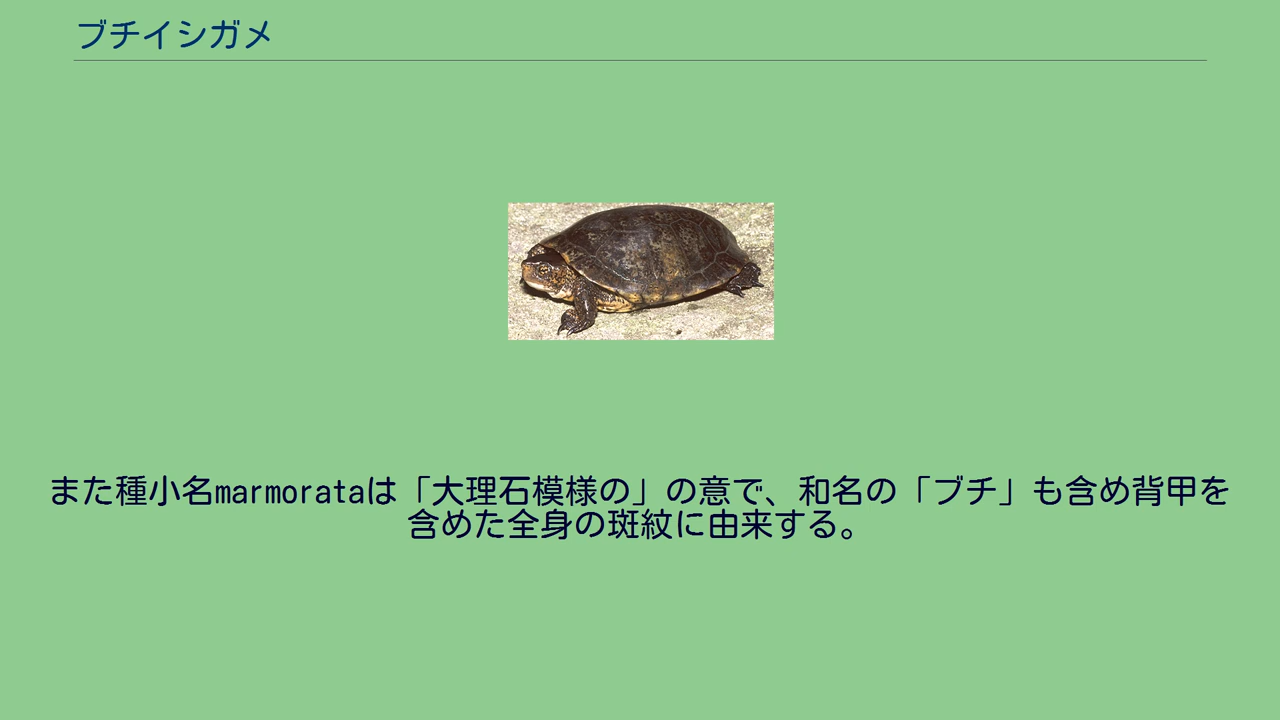 ブチイシガメ
また種小名marmorataは「大理石模様の」の意で、和名の「ブチ」も含め背甲を
含めた全身の斑紋に由来する。